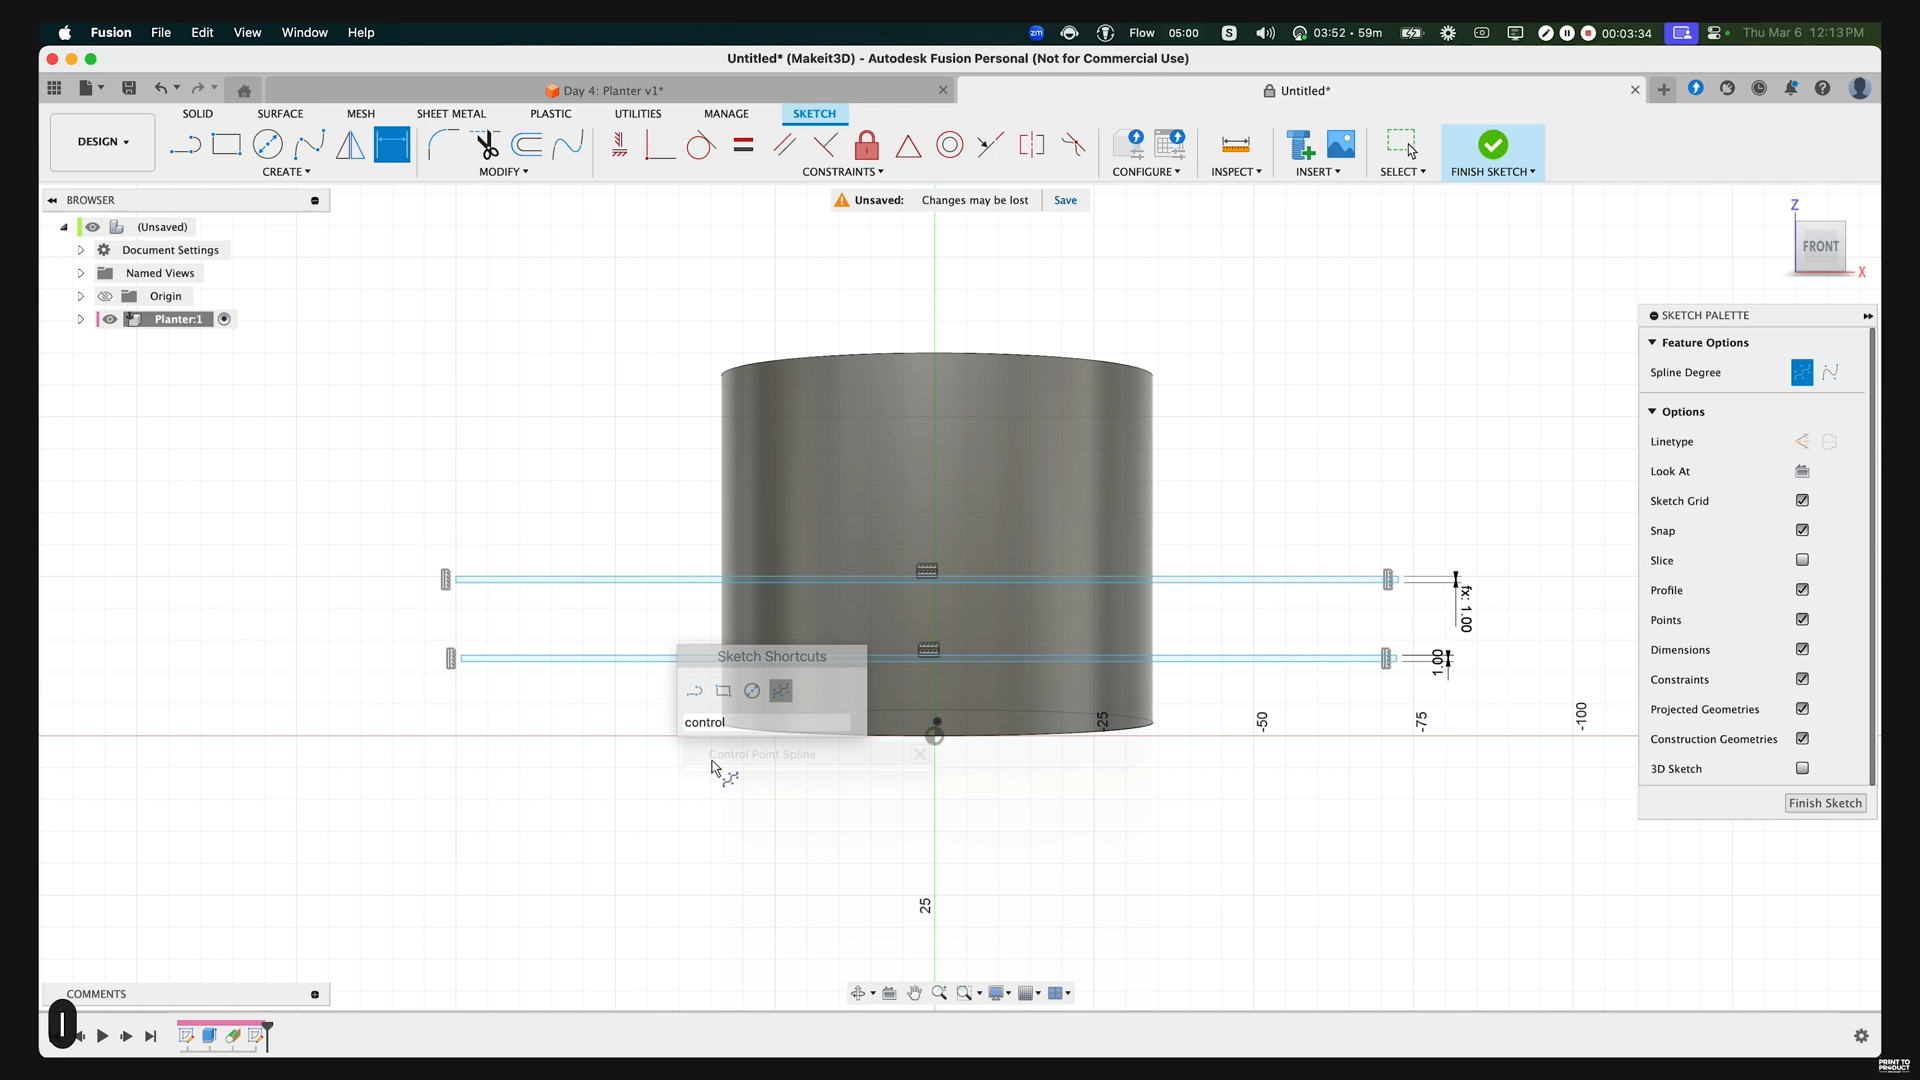 Fusion File Edit View Window Help
zm Flow 05:00 S 03:52 • 59m 00:03:34 Thu Mar 6 12:13 PM
Untitled* (Makeit3D) - Autodesk Fusion Personal (Not for Commercial Use)
Day 4: Planter v1*
Untitled*
SOLID SURFACE MESH SHEET METAL PLASTIC UTILITIES MANAGE SKETCH
DESIGN
CREATE MODIFY CONSTRAINTS CONFIGURE INSPECT INSERT SELECT FINISH SKETCH
BROWSER
Unsaved: Changes may be lost Save
(Unsaved)
Document Settings
Named Views
Origin
Planter:1
Z
FRONT
X
SKETCH PALETTE
Feature Options
Spline Degree
Options
Linetype
Look At
Sketch Grid
Snap
Slice
Profile
Points
Dimensions
Constraints
Projected Geometries
Construction Geometries
3D Sketch
Finish Sketch
fx: 1.00
1.00
Sketch Shortcuts
control
Control Point Spline
-25
-50
-75
-100
25
COMMENTS
PRINT TO
PRODUCT